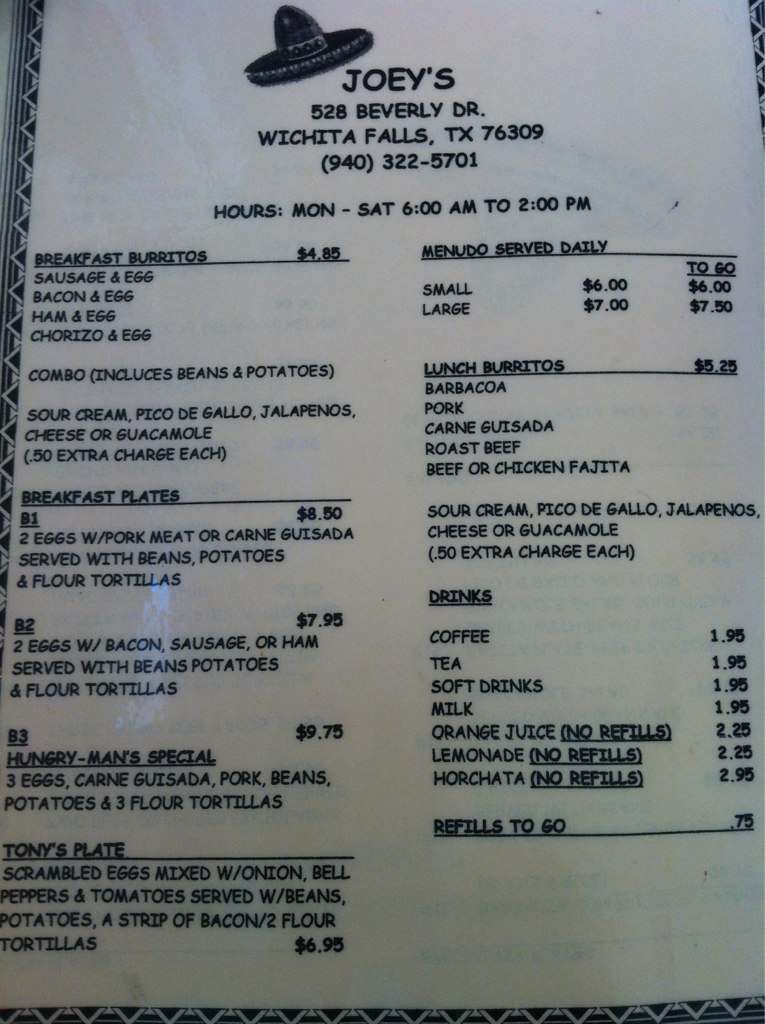 JOEY'S
528 BEVERLY DR.
WICHITA FALLS, TX 76309
(940) 322-5701
HOURS: MON - SAT 6:00 AM TO 2:00 PM
BREAKFAST BURRITOS $4.85
SAUSAGE & EGG
BACON & EGG
HAM & EGG
CHORIZO & EGG
COMBO (INCLUCES BEANS & POTATOES)
SOUR CREAM, PICO DE GALLO, JALAPENOS,
CHEESE OR GUACAMOLE
(.50 EXTRA CHARGE EACH)
BREAKFAST PLATES
B1 $8.50
2 EGGS W/PORK MEAT OR CARNE GUISADA
SERVED WITH BEANS, POTATOES
& FLOUR TORTILLAS
B2 $7.95
2 EGGS W/ BACON, SAUSAGE, OR HAM
SERVED WITH BEANS POTATOES
& FLOUR TORTILLAS
B3 $9.75
HUNGRY-MAN'S SPECIAL
3 EGGS, CARNE GUISADA, PORK, BEANS,
POTATOES & 3 FLOUR TORTILLAS
TONY'S PLATE
SCRAMBLED EGGS MIXED W/ONION, BELL
PEPPERS & TOMATOES SERVED W/BEANS,
POTATOES, A STRIP OF BACON/2 FLOUR
TORTILLAS $6.95
MENUDO SERVED DAILY
TO GO
SMALL $6.00 $6.00
LARGE $7.00 $7.50
LUNCH BURRITOS $5.25
BARBACOA
PORK
CARNE GUISADA
ROAST BEEF
BEEF OR CHICKEN FAJITA
SOUR CREAM, PICO DE GALLO, JALAPENOS,
CHEESE OR GUACAMOLE
(.50 EXTRA CHARGE EACH)
DRINKS
COFFEE 1.95
TEA 1.95
SOFT DRINKS 1.95
MILK 1.95
ORANGE JUICE (NO REFILLS) 2.25
LEMONADE (NO REFILLS) 2.25
HORCHATA (NO REFILLS) 2.95
REFILLS TO GO .75